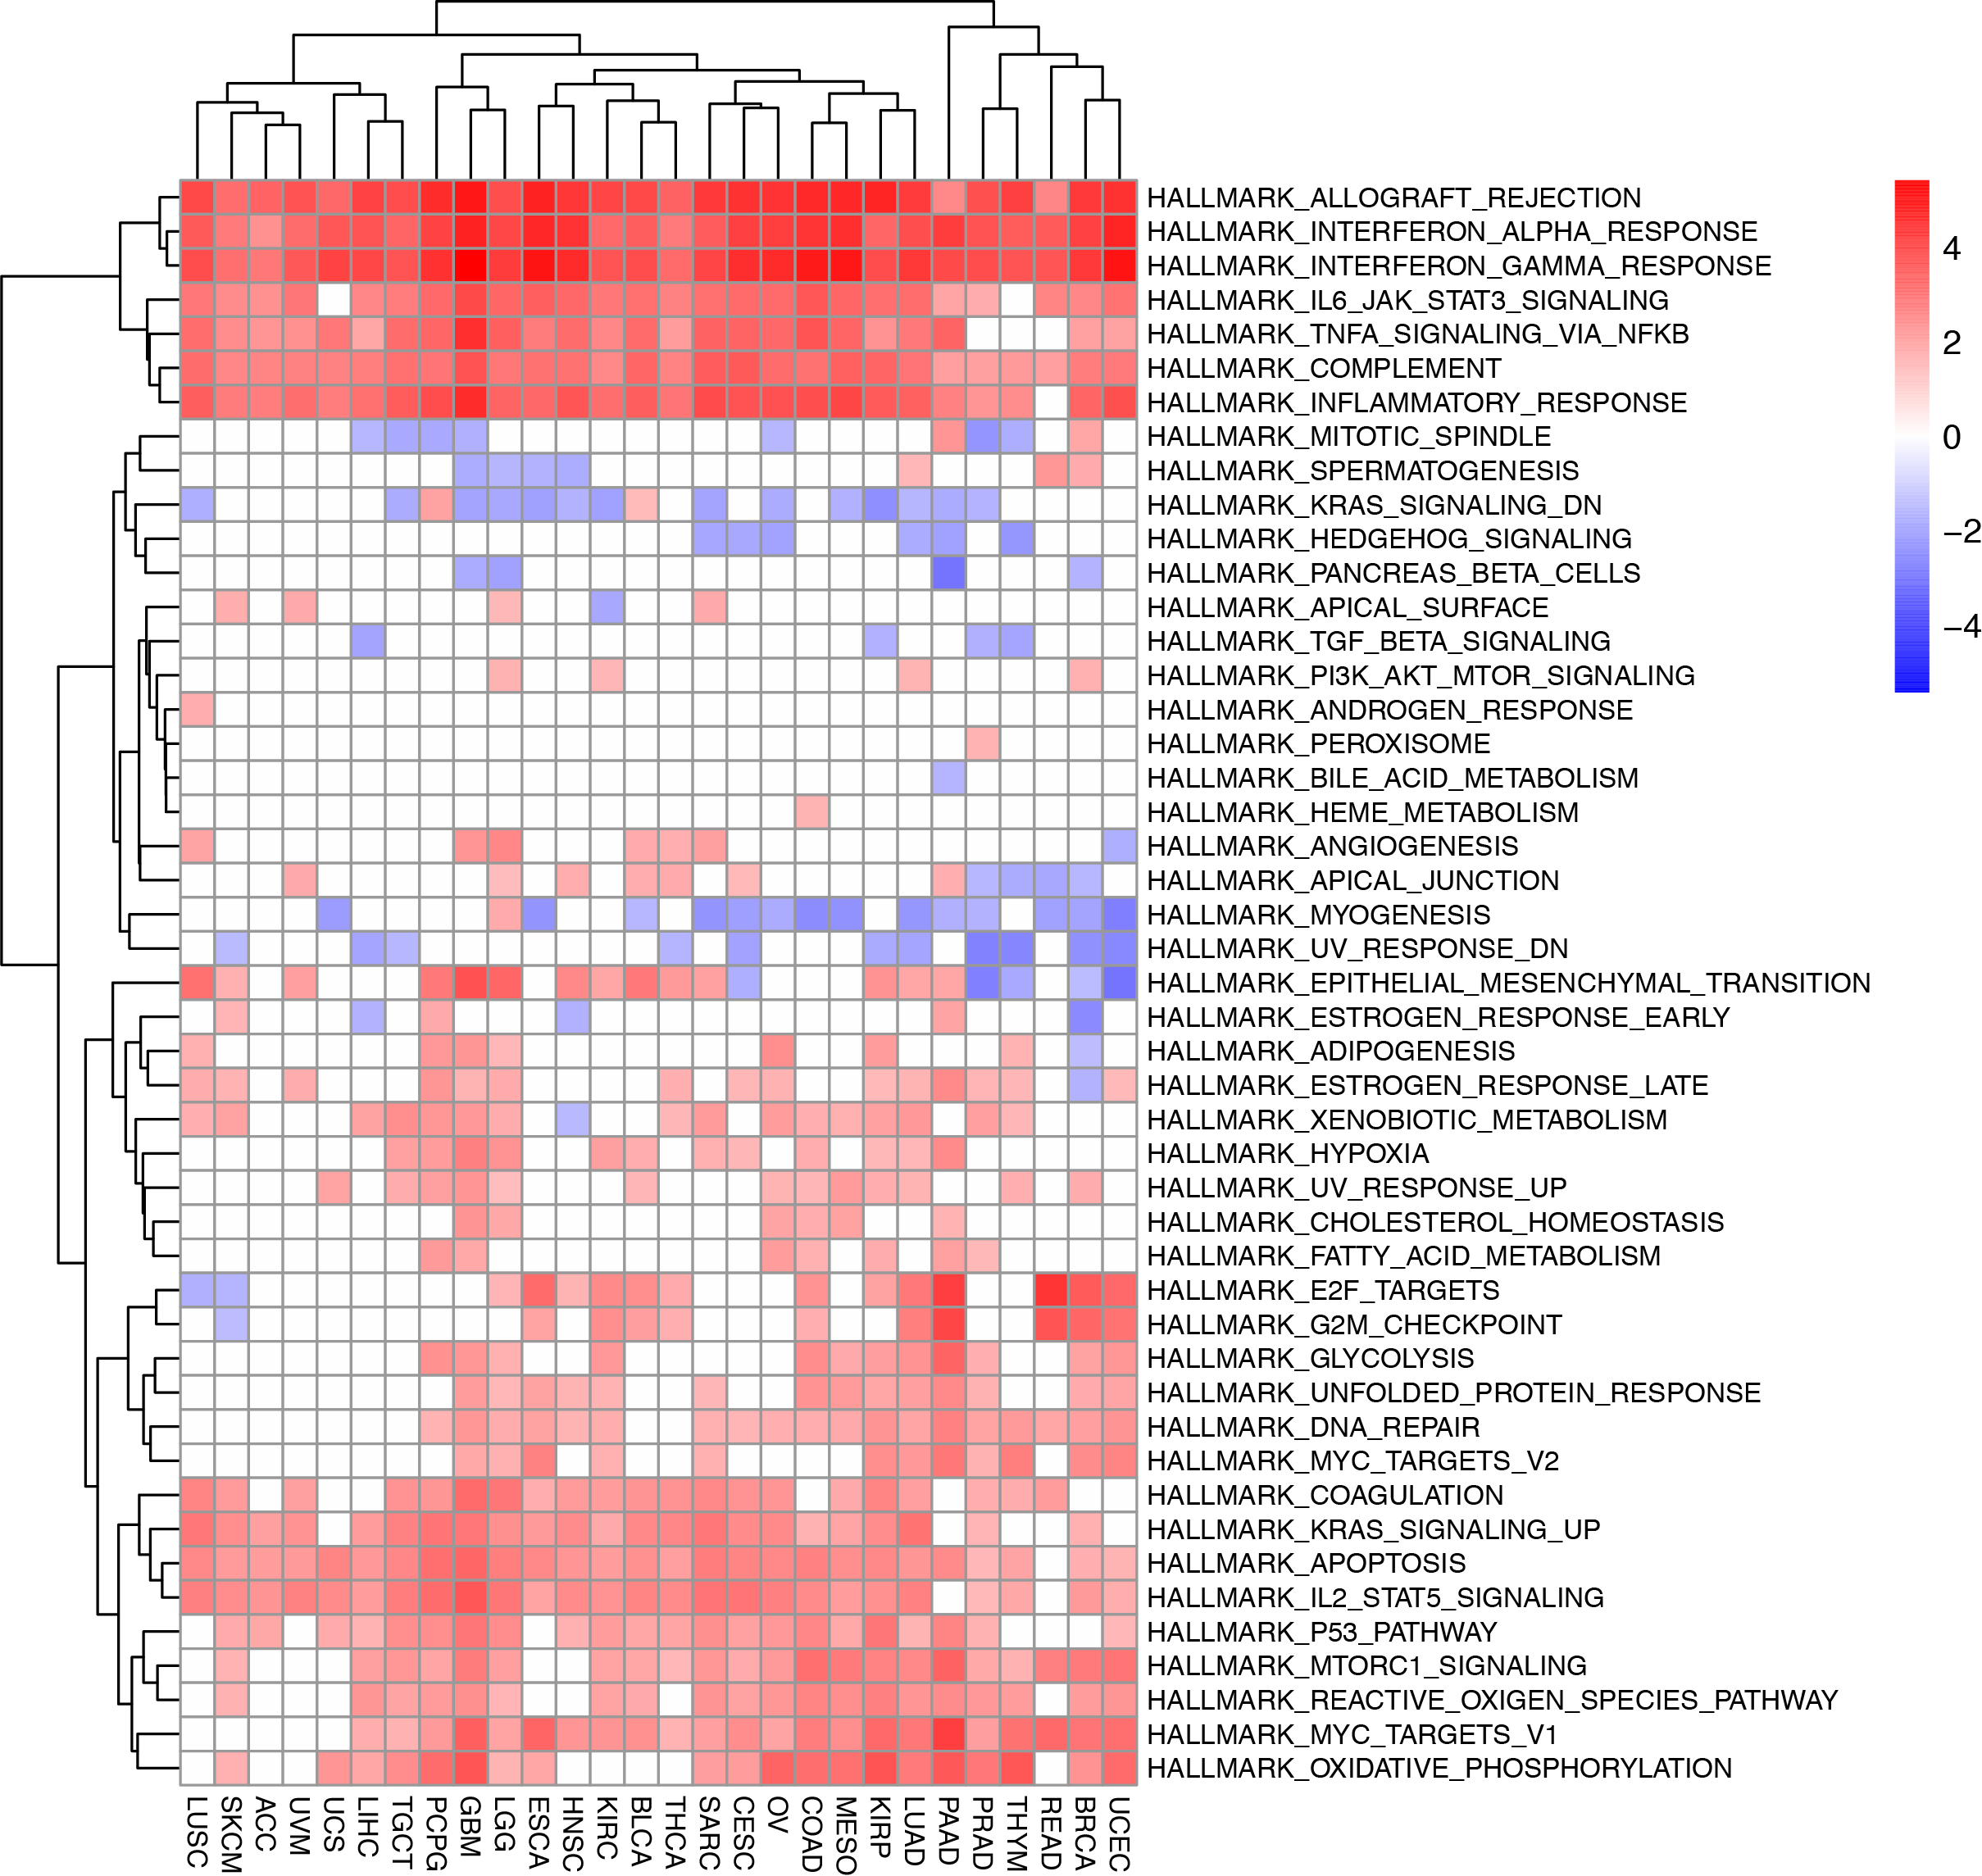 HALLMARK_ALLOGRAFT_REJECTION
HALLMARK_INTERFERON_ALPHA_RESPONSE
HALLMARK_INTERFERON_GAMMA_RESPONSE
HALLMARK_IL6_JAK_STAT3_SIGNALING
HALLMARK_TNFA_SIGNALING_VIA_NFKB
HALLMARK_COMPLEMENT
HALLMARK_INFLAMMATORY_RESPONSE
HALLMARK_MITOTIC_SPINDLE
HALLMARK_SPERMATOGENESIS
HALLMARK_KRAS_SIGNALING_DN
HALLMARK_HEDGEHOG_SIGNALING
HALLMARK_PANCREAS_BETA_CELLS
HALLMARK_APICAL_SURFACE
HALLMARK_TGF_BETA_SIGNALING
HALLMARK_PI3K_AKT_MTOR_SIGNALING
HALLMARK_ANDROGEN_RESPONSE
HALLMARK_PEROXISOME
HALLMARK_BILE_ACID_METABOLISM
HALLMARK_HEME_METABOLISM
HALLMARK_ANGIOGENESIS
HALLMARK_APICAL_JUNCTION
HALLMARK_MYOGENESIS
HALLMARK_UV_RESPONSE_DN
HALLMARK_EPITHELIAL_MESENCHYMAL_TRANSITION
HALLMARK_ESTROGEN_RESPONSE_EARLY
HALLMARK_ADIPOGENESIS
HALLMARK_ESTROGEN_RESPONSE_LATE
HALLMARK_XENOBIOTIC_METABOLISM
HALLMARK_HYPOXIA
HALLMARK_UV_RESPONSE_UP
HALLMARK_CHOLESTEROL_HOMEOSTASIS
HALLMARK_FATTY_ACID_METABOLISM
HALLMARK_E2F_TARGETS
HALLMARK_G2M_CHECKPOINT
HALLMARK_GLYCOLYSIS
HALLMARK_UNFOLDED_PROTEIN_RESPONSE
HALLMARK_DNA_REPAIR
HALLMARK_MYC_TARGETS_V2
HALLMARK_COAGULATION
HALLMARK_KRAS_SIGNALING_UP
HALLMARK_APOPTOSIS
HALLMARK_IL2_STAT5_SIGNALING
HALLMARK_P53_PATHWAY
HALLMARK_MTORC1_SIGNALING
HALLMARK_REACTIVE_OXIGEN_SPECIES_PATHWAY
HALLMARK_MYC_TARGETS_V1
HALLMARK_OXIDATIVE_PHOSPHORYLATION
4
2
0
−2
−4
LUSC
SKCM
ACC
UVM
UCS
LIHC
TGCT
PCPG
GBM
LGG
ESCA
HNSC
KIRC
BLCA
THCA
SARC
CESC
OV
COAD
MESO
KIRP
LUAD
PAAD
PRAD
THYM
READ
BRCA
UCEC